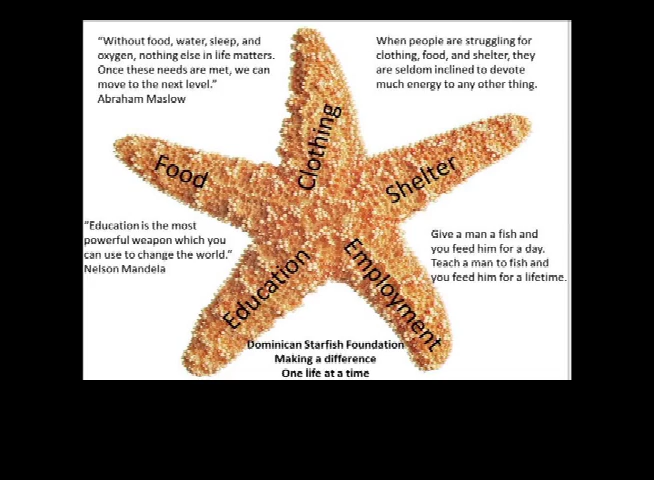 “Without food, water, sleep, and
oxygen, nothing else in life matters.
Once these needs are met, we can
move to the next level.”
Abraham Maslow
When people are struggling for
clothing, food, and shelter, they
are seldom inclined to devote
much energy to any other thing.
Clothing
Food
Shelter
“Education is the most
powerful weapon which you
can use to change the world.”
Nelson Mandela
Give a man a fish and
you feed him for a day.
Teach a man to fish and
you feed him for a lifetime.
Education
Employment
Dominican Starfish Foundation
Making a difference
One life at a time